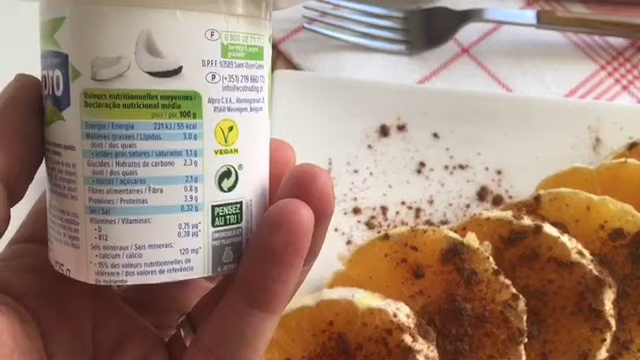 pro
Valeurs nutritionnelles moyennes /
Declaração nutricional média
pour / por 100 g
Energie / Energia 231 kJ / 55 kcal
Matières grasses / Lípidos 3,0 g
dont / dos quais
• acides gras saturés / saturados 1,1 g
Glucides / Hidratos de carbono 2,3 g
dont / dos quais
• sucres / açúcares 2,1 g
Fibres alimentaires / Fibra 0,8 g
Protéines / Proteínas 3,9 g
Sel / Sal 0,32 g
Vitamines / Vitaminas:
• D 0,75 µg*
• B12 0,38 µg*
Sels minéraux / Sais minerais:
• calcium / cálcio 120 mg*
* 15% des valeurs nutritionnelles de
référence / dos valores de referência
do nutriente
F 0 800
Service & appel
gratuits
D.P.F.F. 93589 Saint-Ouen Cedex
P (+351) 219 660
info@ecotrading.pt
Alpro C.V.A., Vlamingstraat 28,
8560 Wevelgem, Belgium
V
VEGAN
®
PENSEZ
AU TRI !